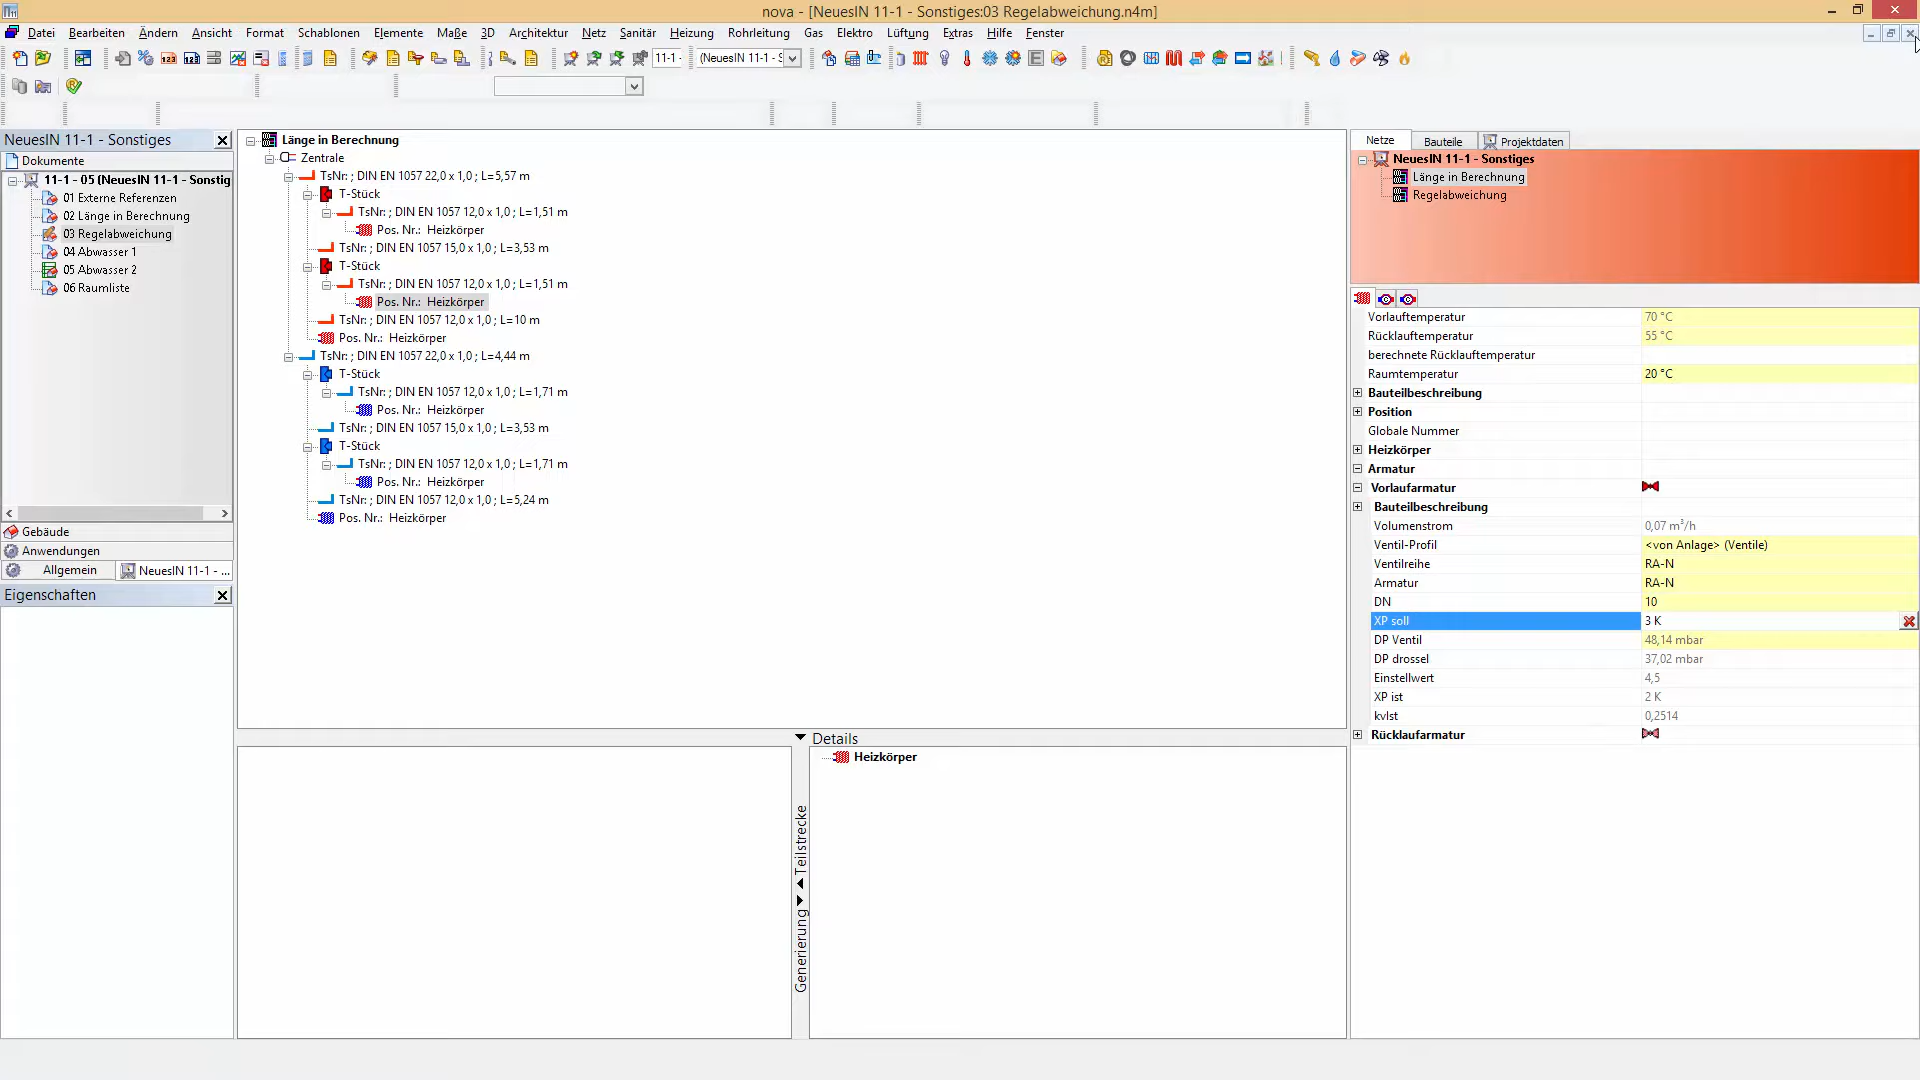 nova - [NeuesIN 11-1 - Sonstiges:03 Regelabweichung.n4m]
Datei Bearbeiten Ändern Ansicht Format Schablonen Elemente Maße 3D Architektur Netz Sanitär Heizung Rohrleitung Gas Elektro Lüftung Extras Hilfe Fenster
11-1 - (NeuesIN 11-1 - S
NeuesIN 11-1 - Sonstiges
Dokumente
11-1 - 05 (NeuesIN 11-1 - Sonstig
01 Externe Referenzen
02 Länge in Berechnung
03 Regelabweichung
04 Abwasser 1
05 Abwasser 2
06 Raumliste
Gebäude
Anwendungen
Allgemein NeuesIN 11-1 - ...
Eigenschaften
Länge in Berechnung
Zentrale
TsNr: ; DIN EN 1057 22,0 x 1,0 ; L=5,57 m
T-Stück
TsNr: ; DIN EN 1057 12,0 x 1,0 ; L=1,51 m
Pos. Nr.: Heizkörper
TsNr: ; DIN EN 1057 15,0 x 1,0 ; L=3,53 m
T-Stück
TsNr: ; DIN EN 1057 12,0 x 1,0 ; L=1,51 m
Pos. Nr.: Heizkörper
TsNr: ; DIN EN 1057 12,0 x 1,0 ; L=10 m
Pos. Nr.: Heizkörper
TsNr: ; DIN EN 1057 22,0 x 1,0 ; L=4,44 m
T-Stück
TsNr: ; DIN EN 1057 12,0 x 1,0 ; L=1,71 m
Pos. Nr.: Heizkörper
TsNr: ; DIN EN 1057 15,0 x 1,0 ; L=3,53 m
T-Stück
TsNr: ; DIN EN 1057 12,0 x 1,0 ; L=1,71 m
Pos. Nr.: Heizkörper
TsNr: ; DIN EN 1057 12,0 x 1,0 ; L=5,24 m
Pos. Nr.: Heizkörper
Generierung Teilstrecke
Details
Heizkörper
Netze Bauteile Projektdaten
NeuesIN 11-1 - Sonstiges
Länge in Berechnung
Regelabweichung
Vorlauftemperatur 70 °C
Rücklauftemperatur 55 °C
berechnete Rücklauftemperatur
Raumtemperatur 20 °C
Bauteilbeschreibung
Position
Globale Nummer
Heizkörper
Armatur
Vorlaufarmatur
Bauteilbeschreibung
Volumenstrom 0,07 m³/h
Ventil-Profil <von Anlage> (Ventile)
Ventilreihe RA-N
Armatur RA-N
DN 10
XP soll 3 K
DP Ventil 48,14 mbar
DP drossel 37,02 mbar
Einstellwert 4,5
XP ist 2 K
kvIst 0,2514
Rücklaufarmatur